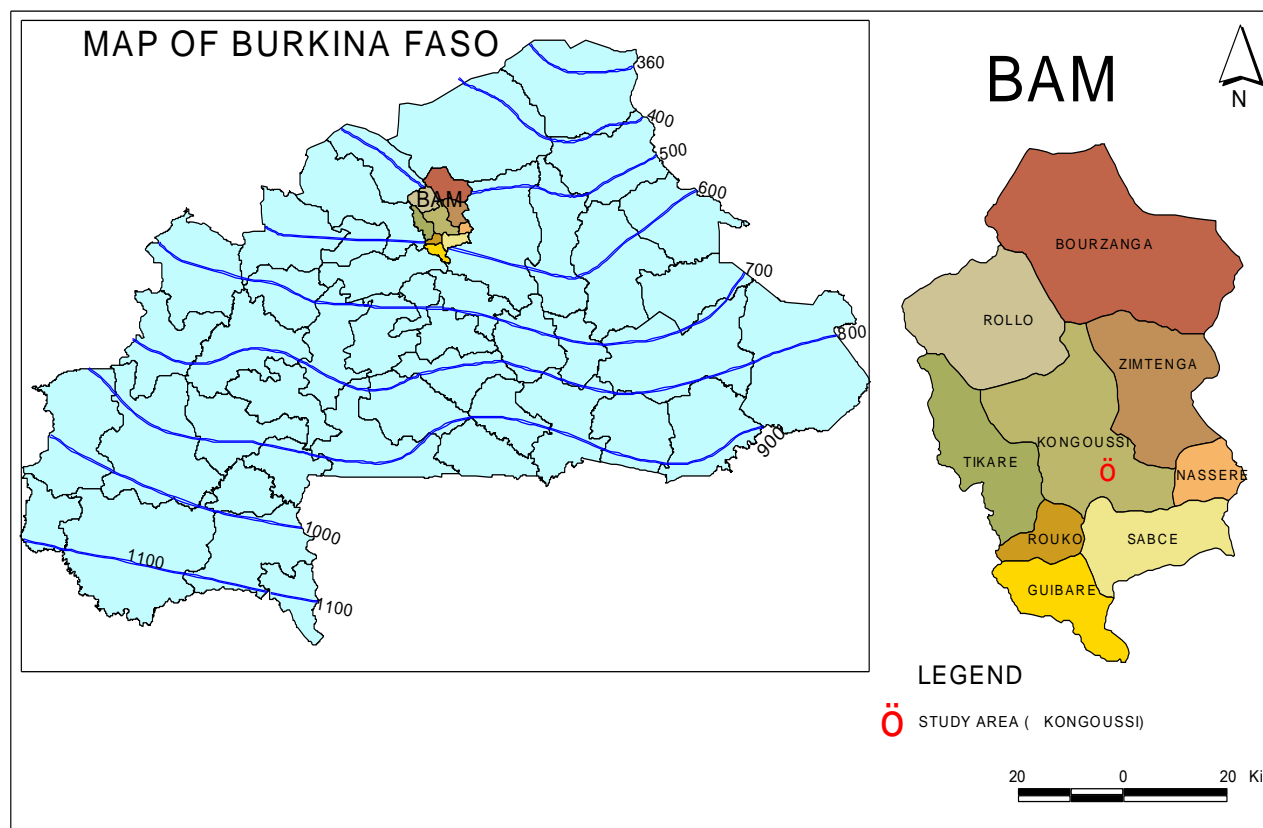 MAP OF BURKINA FASO
360
400
500
BAM
600
700
800
900
1000
1100
1100
BAM
N
BOURZANGA
ROLLO
ZIMTENGA
KONGOUSSI
TIKARE
Ö
NASSERE
ROUKO
SABCE
GUIBARE
LEGEND
Ö STUDY AREA ( KONGOUSSI)
20 0 20 Ki